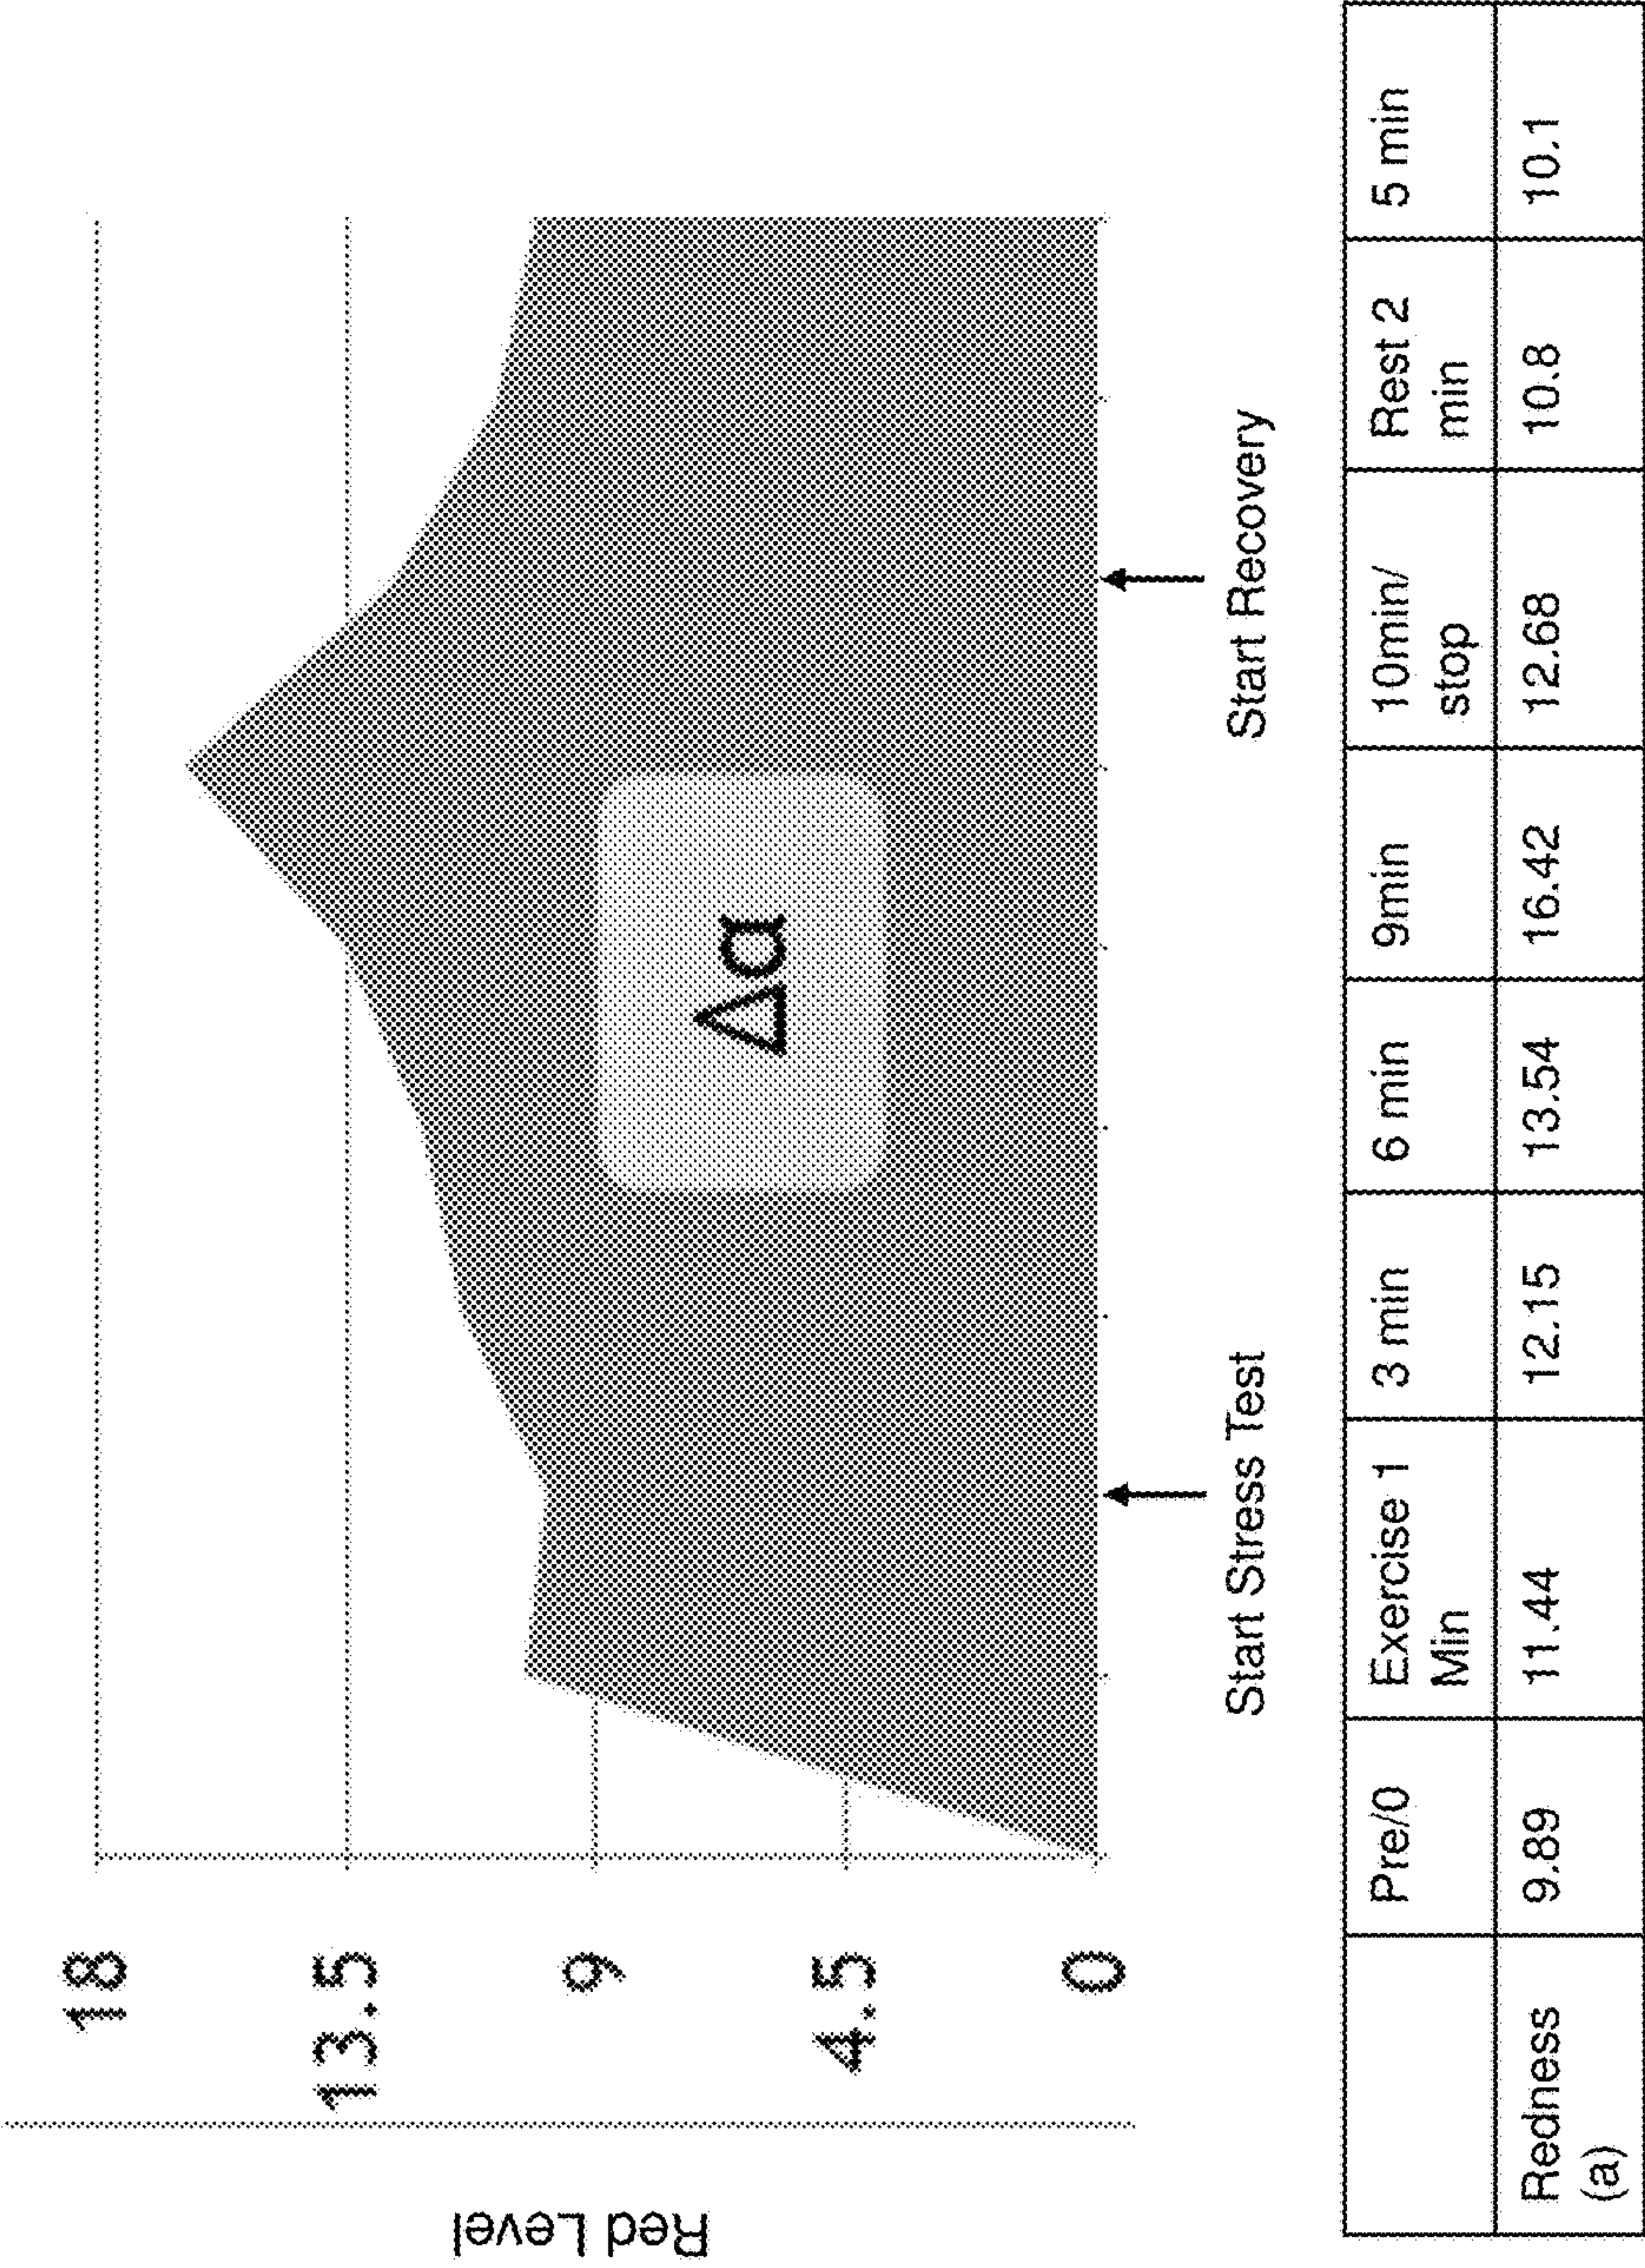 Red Level
18
13.5
9
4.5
0
Δα
Start Stress Test
Start Recovery
Pre/0 Exercise 1 Min 3 min 6 min 9min 10min/ stop Rest 2 min 5 min
Redness (a) 9.89 11.44 12.15 13.54 16.42 12.68 10.8 10.1